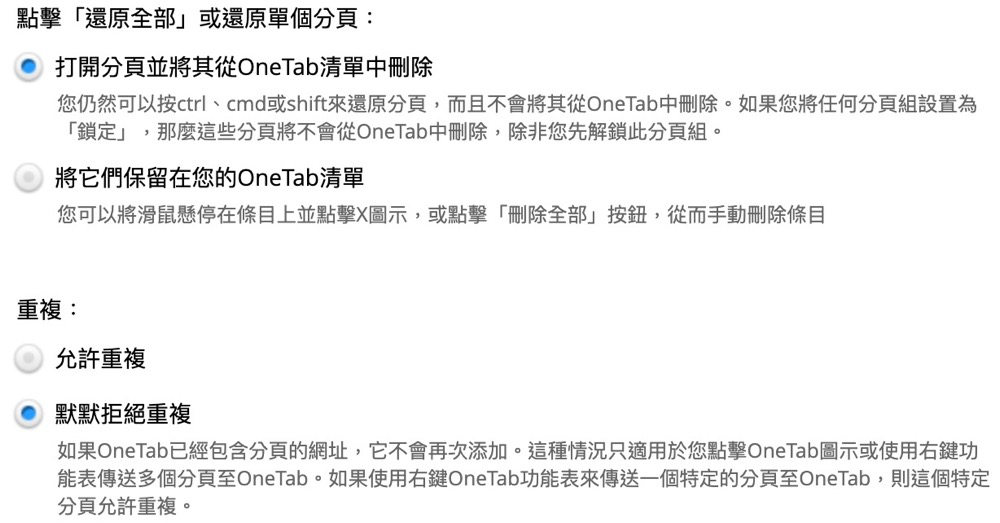 點擊「還原全部」或還原單個分頁：
打開分頁並將其從OneTab清單中刪除
您仍然可以按ctrl、cmd或shift來還原分頁，而且不會將其從OneTab中刪除。如果您將任何分頁組設置為
「鎖定」，那麼這些分頁將不會從OneTab中刪除，除非您先解鎖此分頁組。
將它們保留在您的OneTab清單
您可以將滑鼠懸停在條目上並點擊X圖示，或點擊「刪除全部」按鈕，從而手動刪除條目
重複：
允許重複
默默拒絕重複
如果OneTab已經包含分頁的網址，它不會再次添加。這種情況只適用於您點擊OneTab圖示或使用右鍵功
能表傳送多個分頁至OneTab。如果使用右鍵OneTab功能表來傳送一個特定的分頁至OneTab，則這個特定
分頁允許重複。